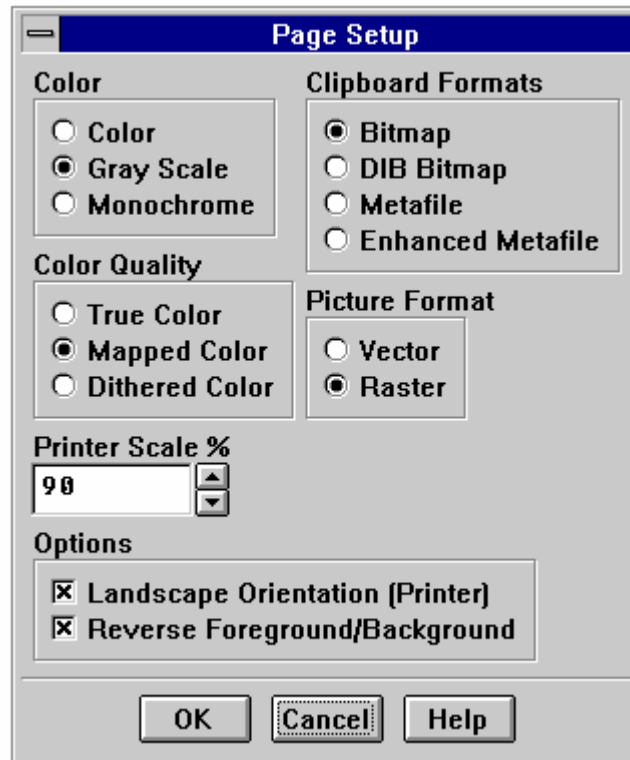 Page Setup
Color
Color
Gray Scale
Monochrome
Clipboard Formats
Bitmap
DIB Bitmap
Metafile
Enhanced Metafile
Color Quality
True Color
Mapped Color
Dithered Color
Picture Format
Vector
Raster
Printer Scale %
90
Options
Landscape Orientation (Printer)
Reverse Foreground/Background
OK Cancel Help